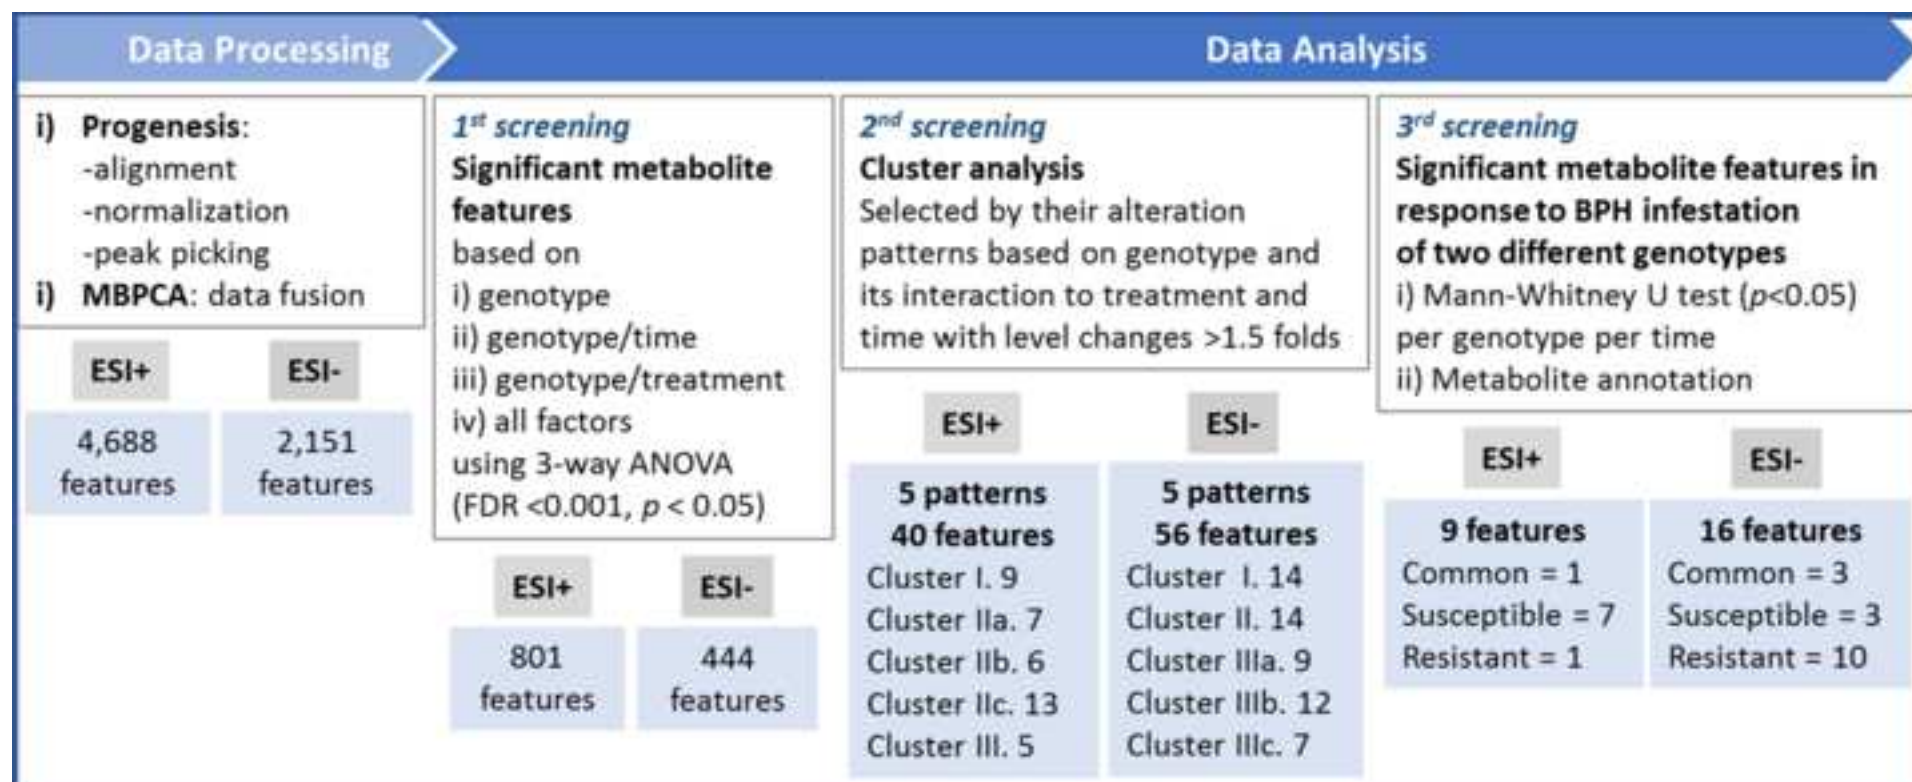 Data Processing
Data Analysis
i) Progenesis:
-alignment
-normalization
-peak picking
i) MBPCA: data fusion
ESI+
ESI-
4,688
features
2,151
features
1st screening
Significant metabolite
features
based on
i) genotype
ii) genotype/time
iii) genotype/treatment
iv) all factors
using 3-way ANOVA
(FDR <0.001, p < 0.05)
ESI+
ESI-
801
features
444
features
2nd screening
Cluster analysis
Selected by their alteration
patterns based on genotype and
its interaction to treatment and
time with level changes >1.5 folds
ESI+
ESI-
5 patterns
40 features
Cluster I. 9
Cluster IIa. 7
Cluster IIb. 6
Cluster IIc. 13
Cluster III. 5
5 patterns
56 features
Cluster I. 14
Cluster II. 14
Cluster IIIa. 9
Cluster IIIb. 12
Cluster IIIc. 7
3rd screening
Significant metabolite features in
response to BPH infestation
of two different genotypes
i) Mann-Whitney U test (p<0.05)
per genotype per time
ii) Metabolite annotation
ESI+
ESI-
9 features
Common = 1
Susceptible = 7
Resistant = 1
16 features
Common = 3
Susceptible = 3
Resistant = 10